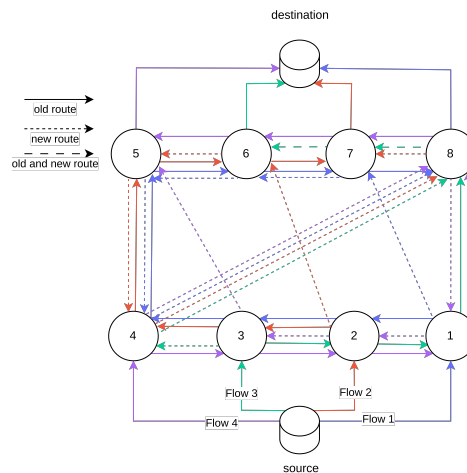 destination
old route
new route
old and new route
5
6
7
8
4
3
2
1
Flow 3
Flow 2
Flow 4
Flow 1
source